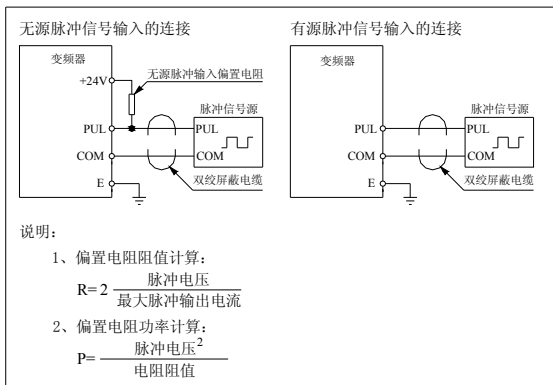 无源脉冲信号输入的连接
有源脉冲信号输入的连接
变频器
+24V
无源脉冲输入偏置电阻
脉冲信号源
PUL
PUL
COM
COM
E
双绞屏蔽电缆
变频器
脉冲信号源
PUL
PUL
COM
COM
E
双绞屏蔽电缆
说明：
1、偏置电阻阻值计算：
R= 2 脉冲电压
最大脉冲输出电流
2、偏置电阻功率计算：
P= 脉冲电压²
电阻阻值